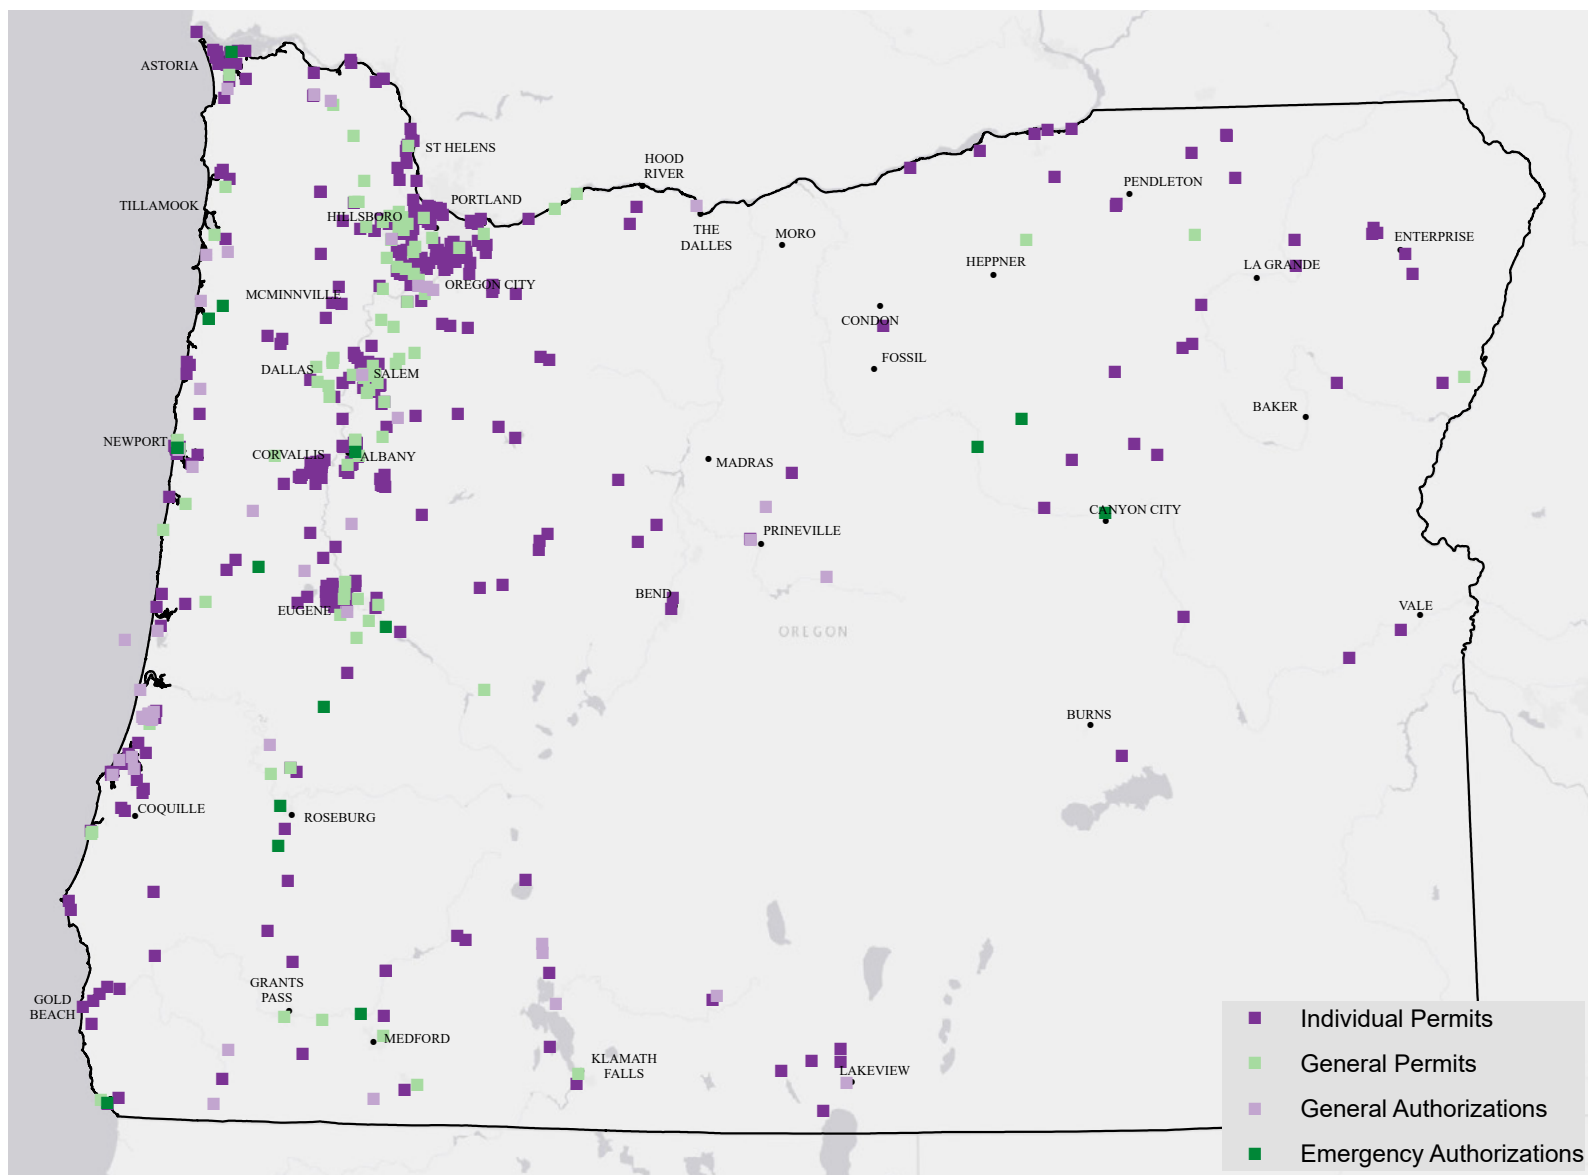 ASTORIA
ST HELENS
HOOD
RIVER
PENDLETON
PORTLAND
TILLAMOOK
HILLSBORO
THE
DALLES
MORO
ENTERPRISE
HEPPNER
LA GRANDE
OREGON CITY
MCMINNVILLE
CONDON
FOSSIL
DALLAS
SALEM
BAKER
NEWPORT
CORVALLIS
ALBANY
MADRAS
CANYON CITY
PRINEVILLE
BEND
EUGENE
VALE
OREGON
BURNS
COQUILLE
ROSEBURG
GRANTS
PASS
GOLD
BEACH
MEDFORD
KLAMATH
FALLS
LAKEVIEW
Individual Permits
General Permits
General Authorizations
Emergency Authorizations